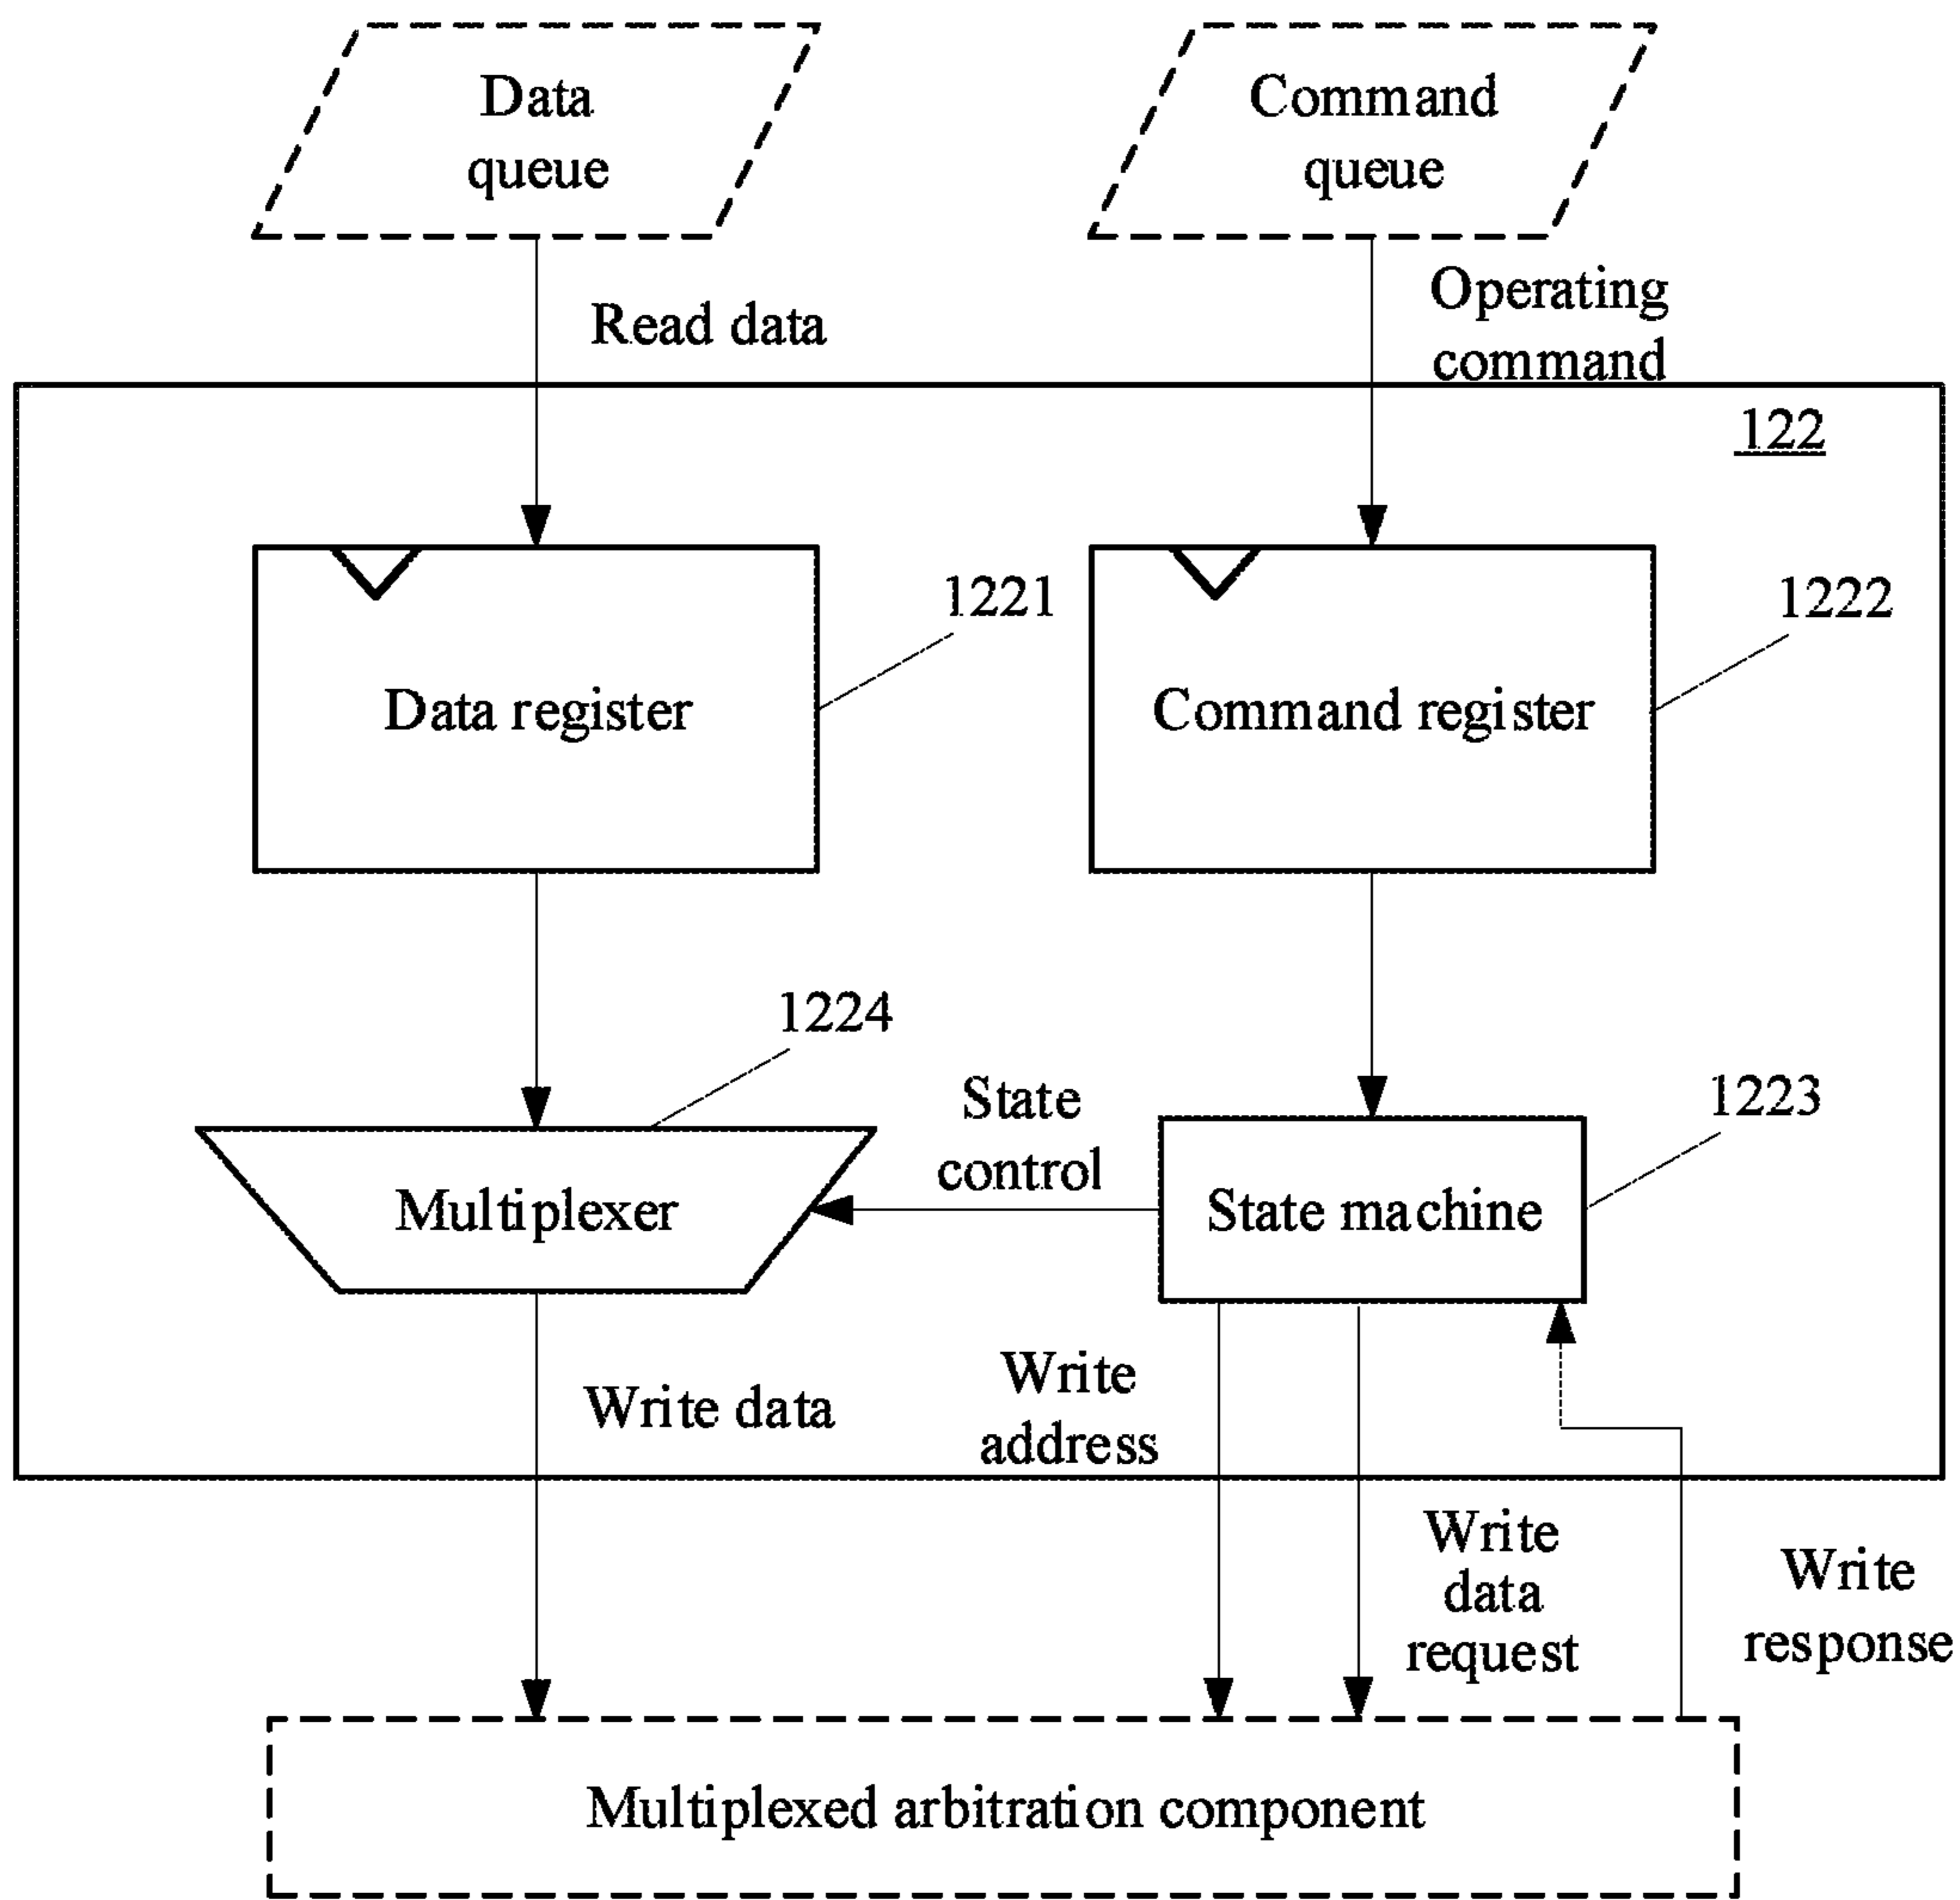 Data
queue
Command
queue
Read data
Operating
command
122
1221
1222
Data register
Command register
1224
1223
State
control
Multiplexer
State machine
Write data
Write
address
Write
data
request
Write
response
Multiplexed arbitration component